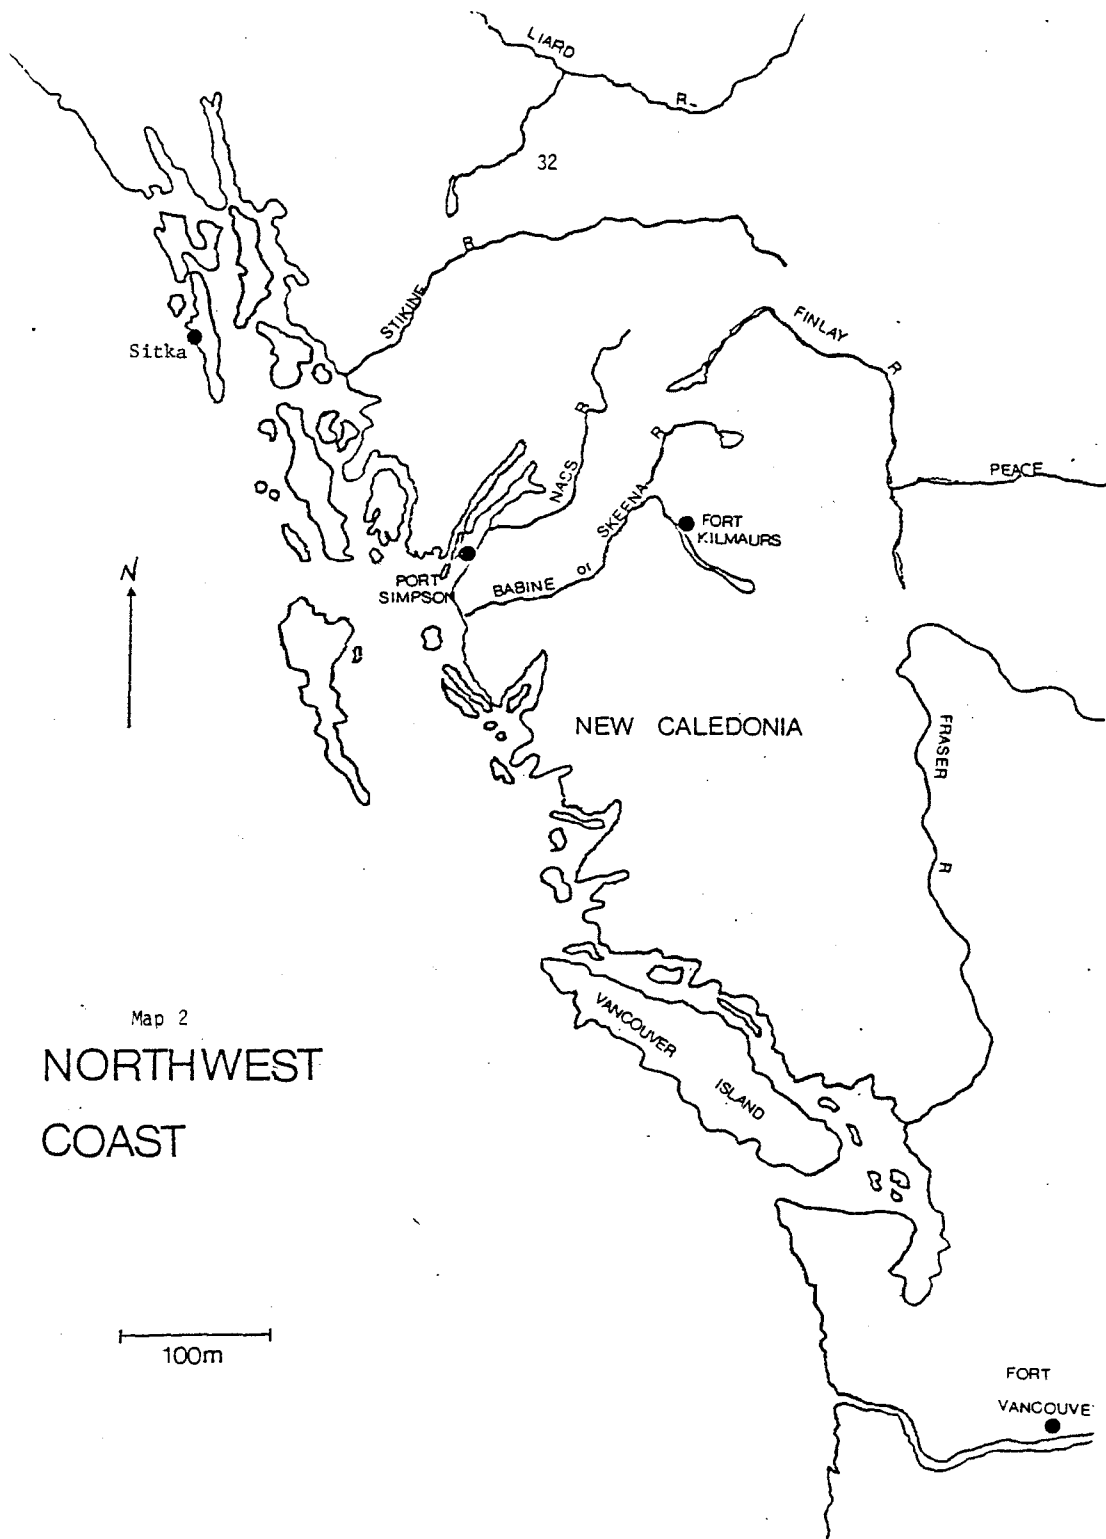 LIARD R-
32
STIKINE R
Sitka
FINLAY R
NASS R
PEACE
SKEENA R
FORT
KILMAURS
PORT
SIMPSON
BABINE or
N
NEW CALEDONIA
FRASER R
Map 2
NORTHWEST
COAST
VANCOUVER
ISLAND
100m
FORT
VANCOUVE